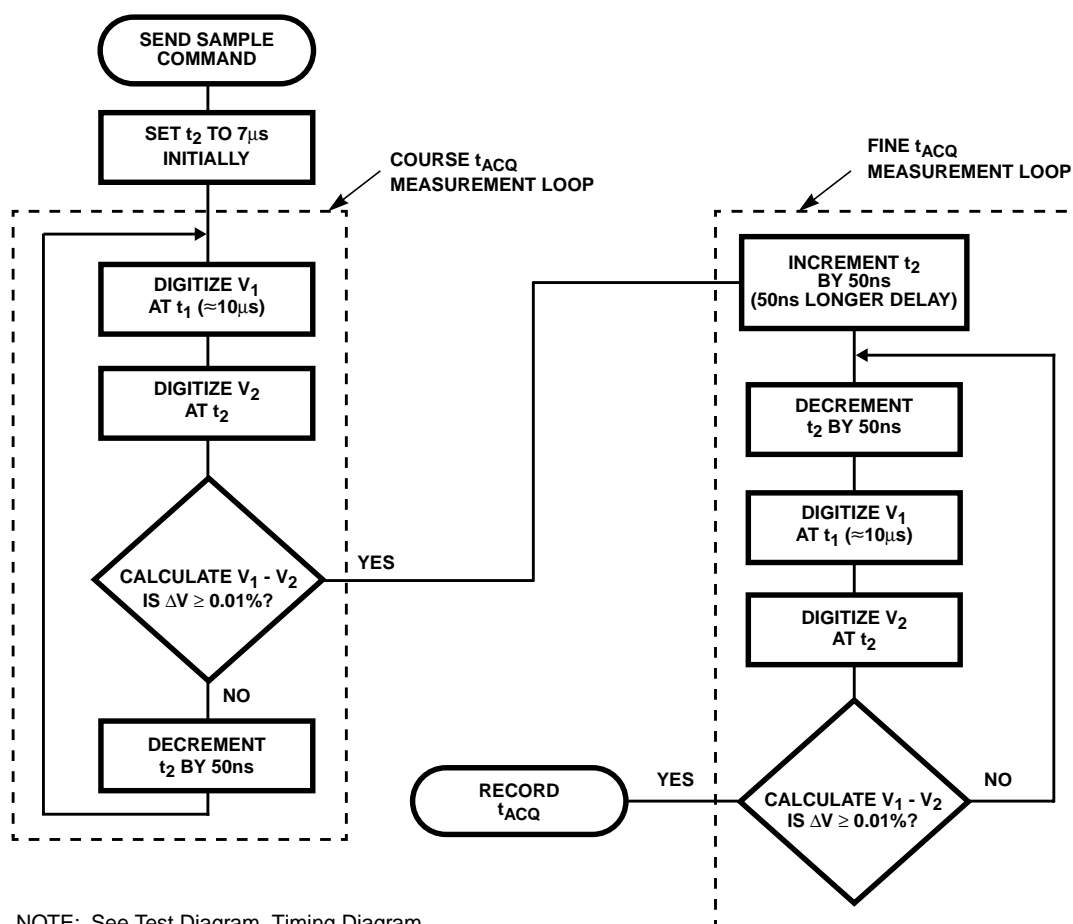 SEND SAMPLE
COMMAND
SET t2 TO 7μs
INITIALLY
COURSE tACQ
MEASUREMENT LOOP
DIGITIZE V1
AT t1 (≈10μs)
DIGITIZE V2
AT t2
CALCULATE V1 - V2
IS ΔV ≥ 0.01%?
YES
NO
DECREMENT
t2 BY 50ns
FINE tACQ
MEASUREMENT LOOP
INCREMENT t2
BY 50ns
(50ns LONGER DELAY)
DECREMENT
t2 BY 50ns
DIGITIZE V1
AT t1 (≈10μs)
DIGITIZE V2
AT t2
CALCULATE V1 - V2
IS ΔV ≥ 0.01%?
NO
YES
RECORD
tACQ
NOTE: See Test Diagram, Timing Diagram